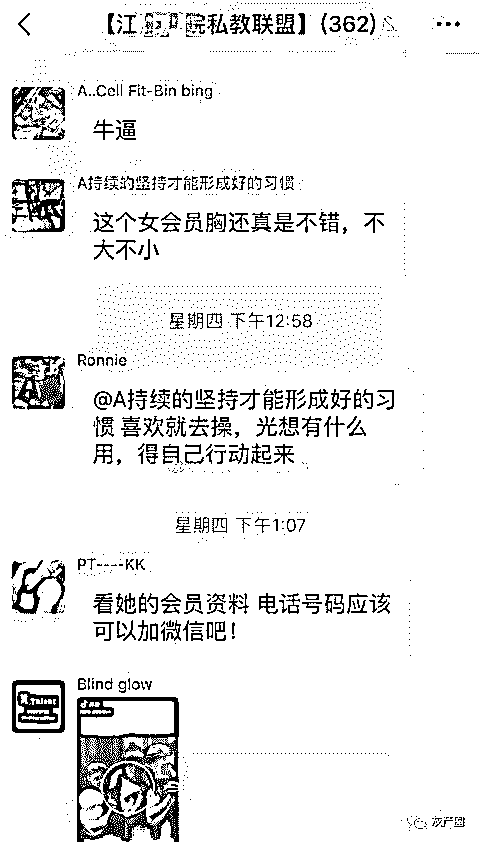 【江 院私教联盟】(362)
A..Cell Fit-Bin bing
牛逼
A持续的坚持才能形成好的习惯
这个女会员胸还真是不错，不
大不小
星期四 下午12:58
Ronnie
@A持续的坚持才能形成好的习
惯 喜欢就去操，光想有什么
用，得自己行动起来
星期四 下午1:07
PT----KK
看她的会员资料 电话号码应该
可以加微信吧！
Blind glow
灰产圈